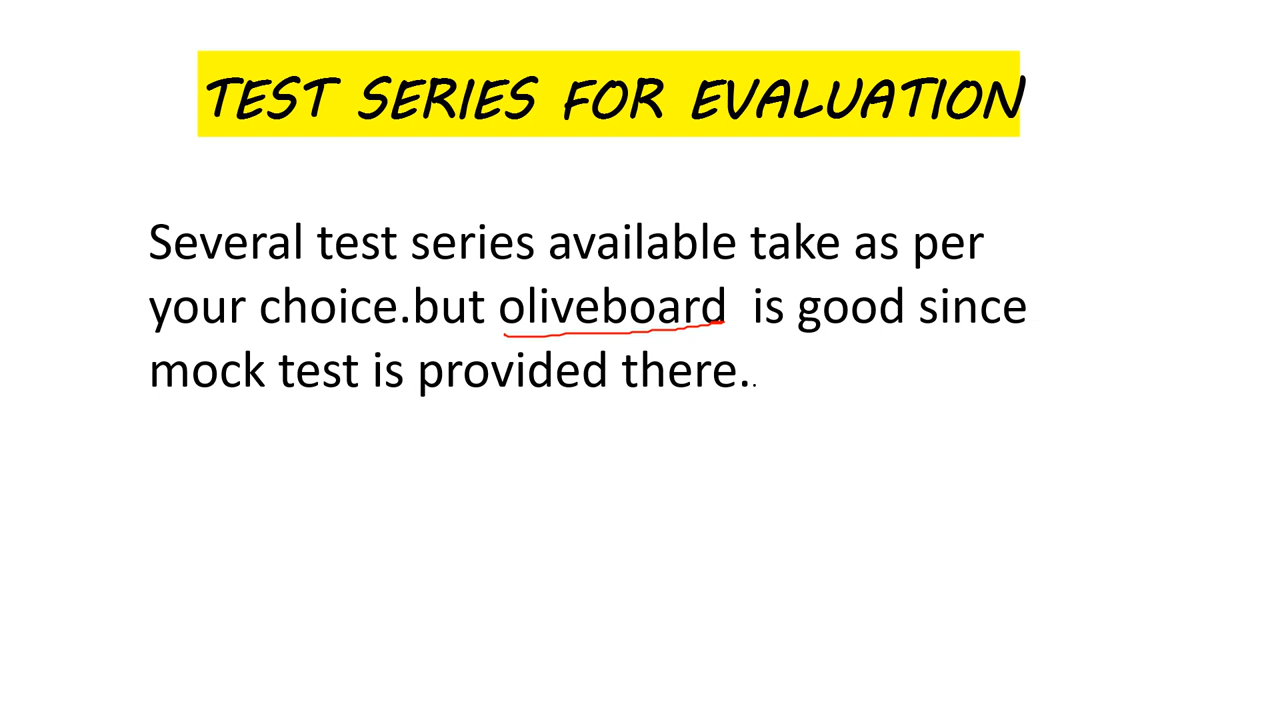 TEST SERIES FOR EVALUATION
Several test series available take as per
your choice.but oliveboard is good since
mock test is provided there..